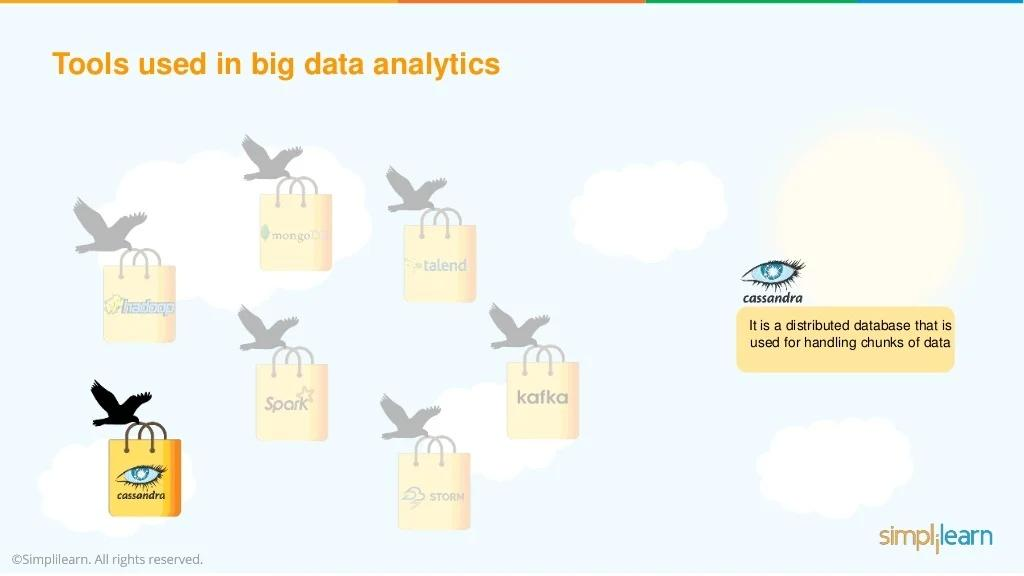 Tools used in big data analytics
mongoDB
talend
hadoop
cassandra
It is a distributed database that is
used for handling chunks of data
Spark
kafka
cassandra
STORM
simplilearn
©Simplilearn. All rights reserved.